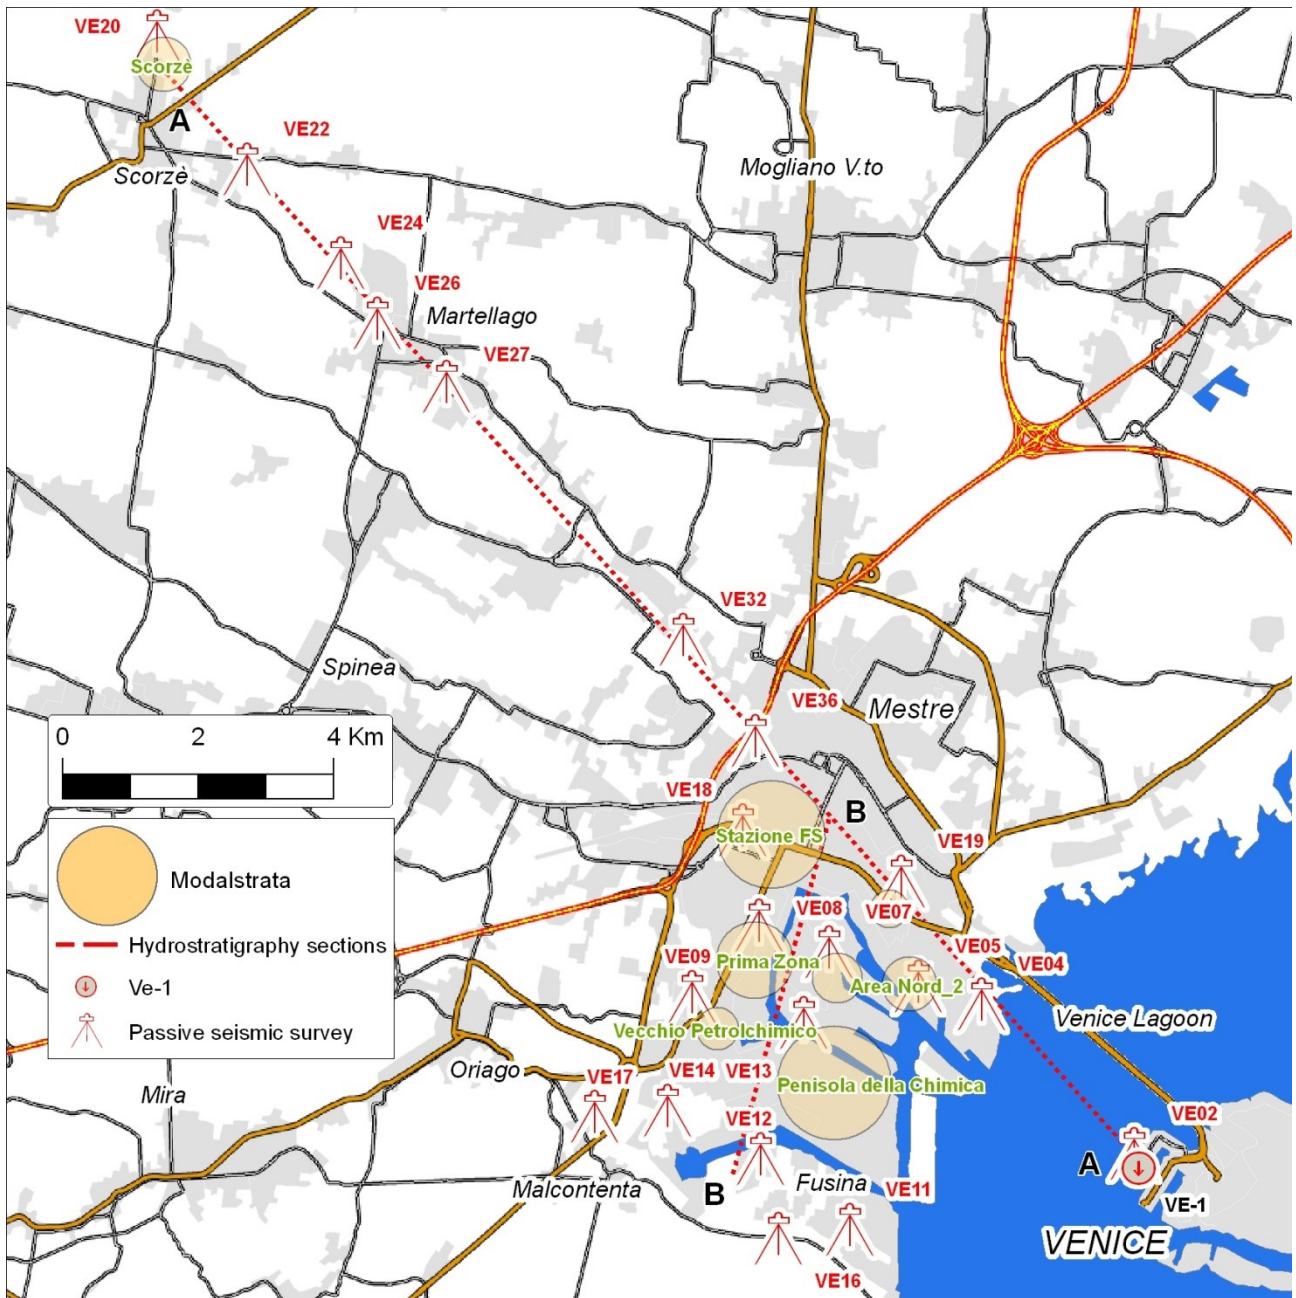 VE20
Scorzè
A
VE22
Scorzè
Mogliano V.to
VE24
VE26
Martellago
VE27
VE32
Spinea
VE36
Mestre
0 2 4 Km
VE18
B
Stazione FS
VE19
Modalstrata
VE08
VE07
Hydrostratigraphy sections
VE05
VE04
VE09
Prima Zona
Area Nord_2
Ve-1
Venice Lagoon
Passive seismic survey
Vecchio Petrolchimico
Oriago
VE17
VE14
VE13
Penisola della Chimica
Mira
VE12
VE02
A
Malcontenta
B
Fusina
VE11
VE-1
VENICE
VE16